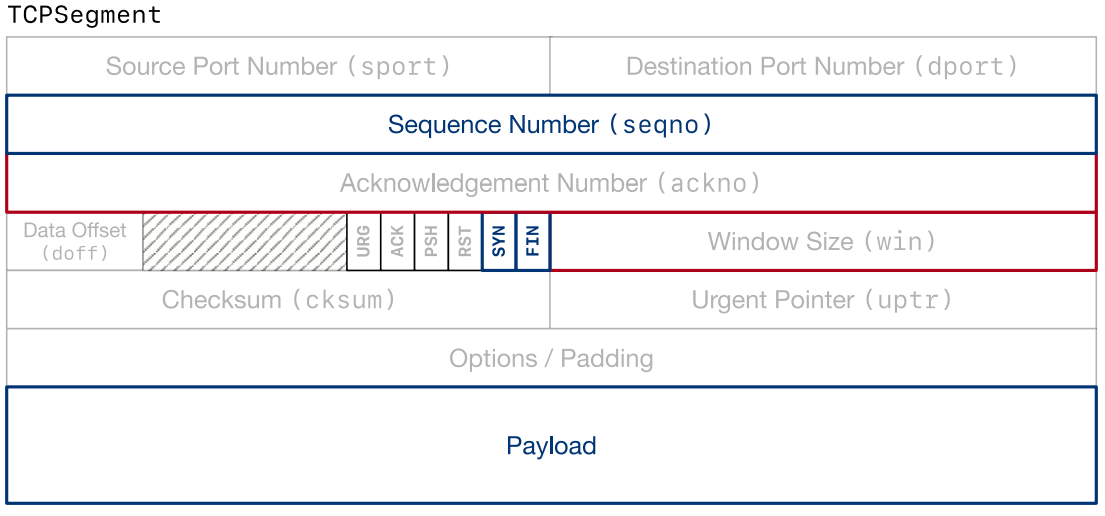 TCPSegment
Source Port Number (sport)
Destination Port Number (dport)
Sequence Number (seqno)
Acknowledgement Number (ackno)
Data Offset
(doff)
URG
ACK
PSH
RST
SYN
FIN
Window Size (win)
Checksum (cksum)
Urgent Pointer (uptr)
Options / Padding
Payload